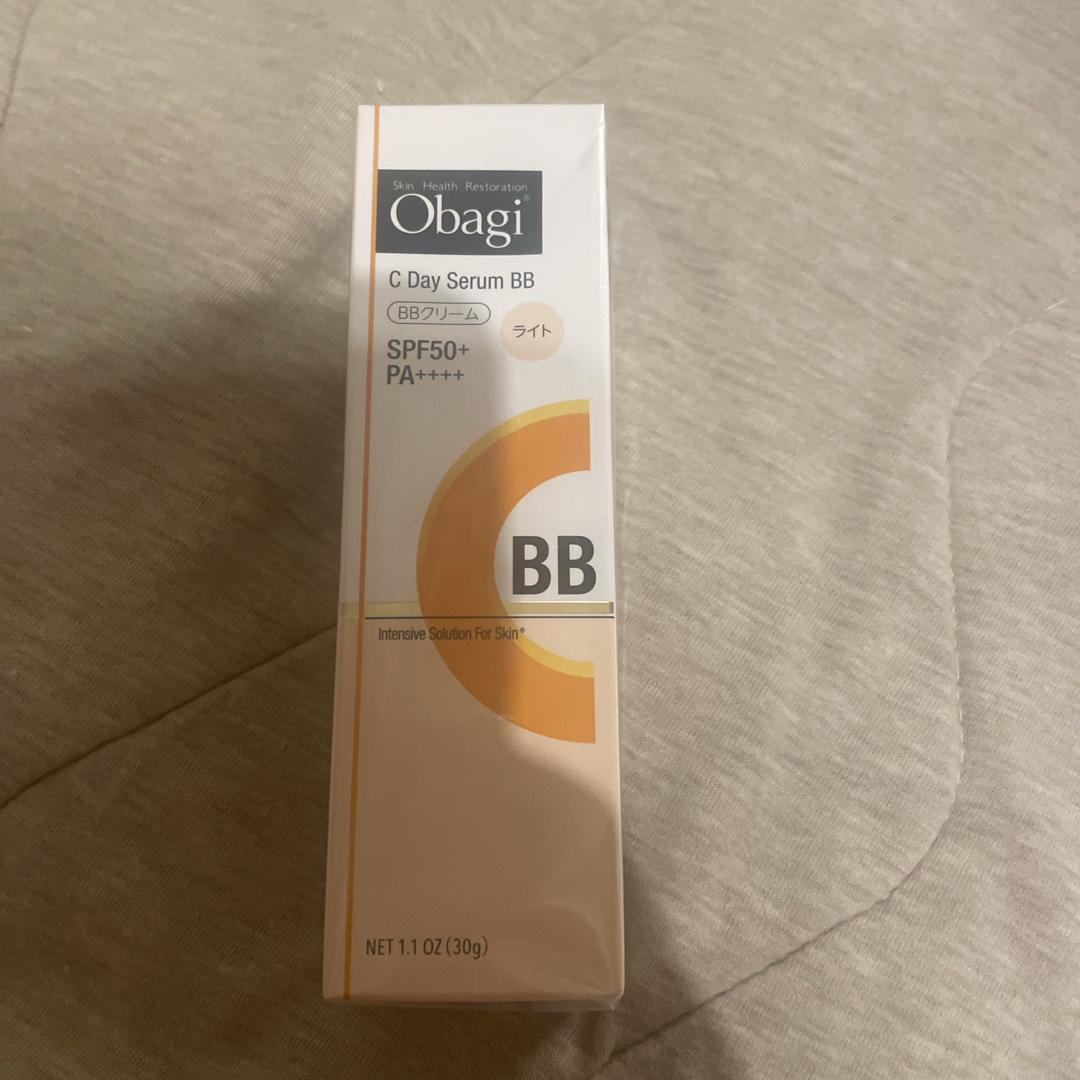 Skin Health Restoration
Obagi®
C Day Serum BB
BBクリーム
ライト
SPF50+
PA++++
BB
Intensive Solution For Skin®
NET 1.1 OZ (30g)